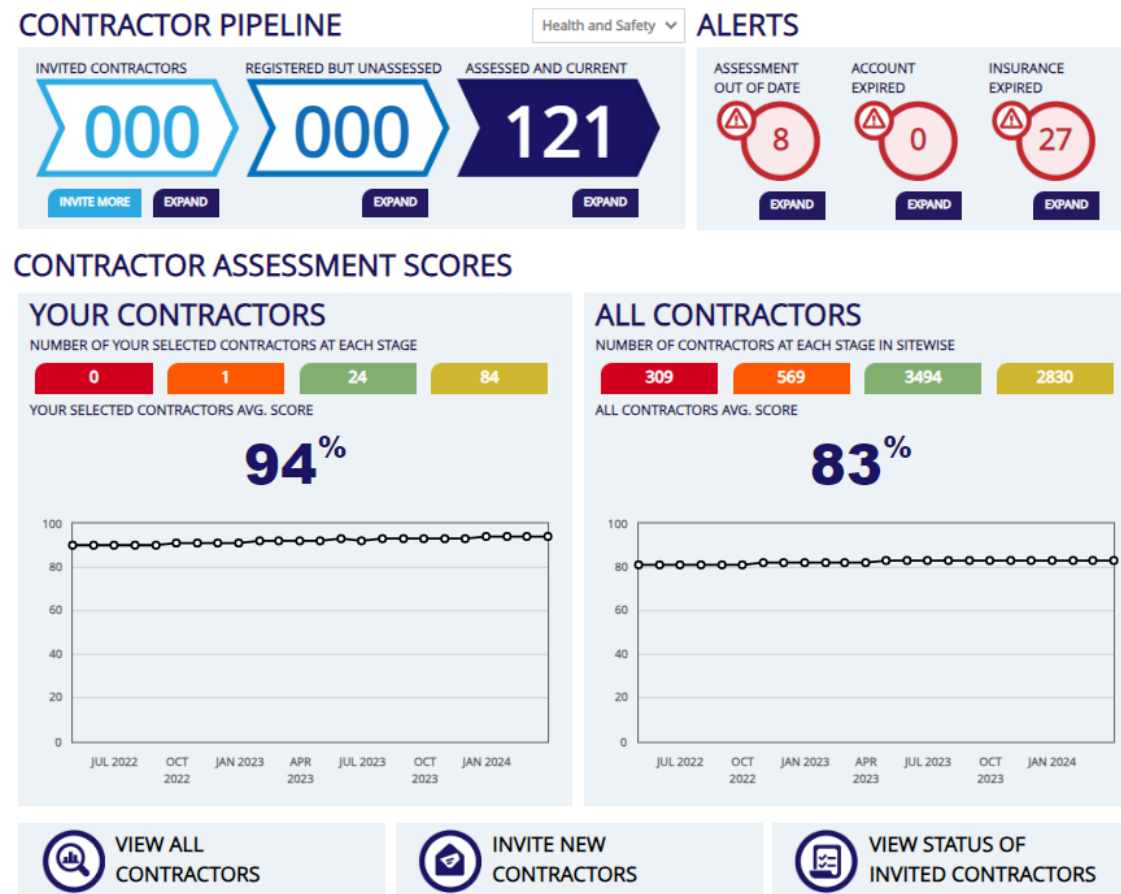 CONTRACTOR PIPELINE
Health and Safety
ALERTS
INVITED CONTRACTORS
REGISTERED BUT UNASSESSED
ASSESSED AND CURRENT
000
000
121
INVITE MORE
EXPAND
EXPAND
EXPAND
ASSESSMENT
OUT OF DATE
ACCOUNT
EXPIRED
INSURANCE
EXPIRED
8
0
27
EXPAND
EXPAND
EXPAND
CONTRACTOR ASSESSMENT SCORES
YOUR CONTRACTORS
NUMBER OF YOUR SELECTED CONTRACTORS AT EACH STAGE
0
1
24
84
YOUR SELECTED CONTRACTORS AVG. SCORE
94%
100
80
60
40
20
0
JUL 2022
OCT
2022
JAN 2023
APR
2023
JUL 2023
OCT
2023
JAN 2024
ALL CONTRACTORS
NUMBER OF CONTRACTORS AT EACH STAGE IN SITEWISE
309
569
3494
2830
ALL CONTRACTORS AVG. SCORE
83%
100
80
60
40
20
0
JUL 2022
OCT
2022
JAN 2023
APR
2023
JUL 2023
OCT
2023
JAN 2024
VIEW ALL
CONTRACTORS
INVITE NEW
CONTRACTORS
VIEW STATUS OF
INVITED CONTRACTORS